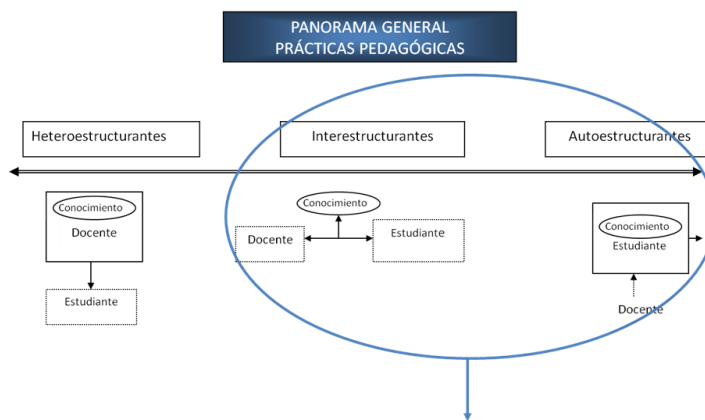 PANORAMA GENERAL
PRÁCTICAS PEDAGÓGICAS
Heteroestructurantes
Interestructurantes
Autoestructurantes
Conocimiento
Docente
Estudiante
Conocimiento
Docente
Estudiante
Conocimiento
Estudiante
Docente